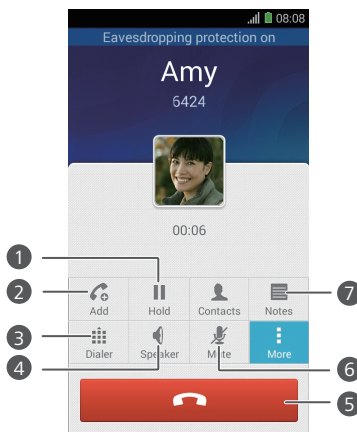 08:08
Eavesdropping protection on
Amy
6424
00:06
1
2 Add Hold Contacts Notes 7
3 Dialer Speaker Mute More
4 6
5